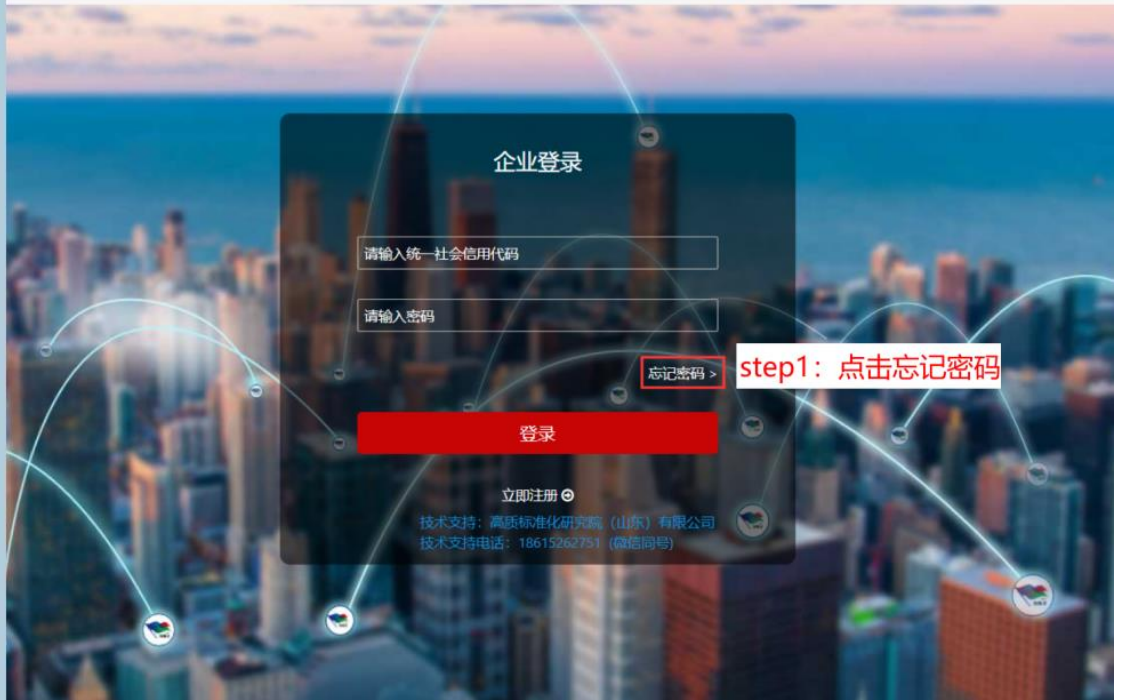 企业登录
请输入统一社会信用代码
请输入密码
忘记密码 >
step1：点击忘记密码
登录
立即注册
技术支持：高质标准化研究院（山东）有限公司
技术支持电话：18615262751 (微信同号)